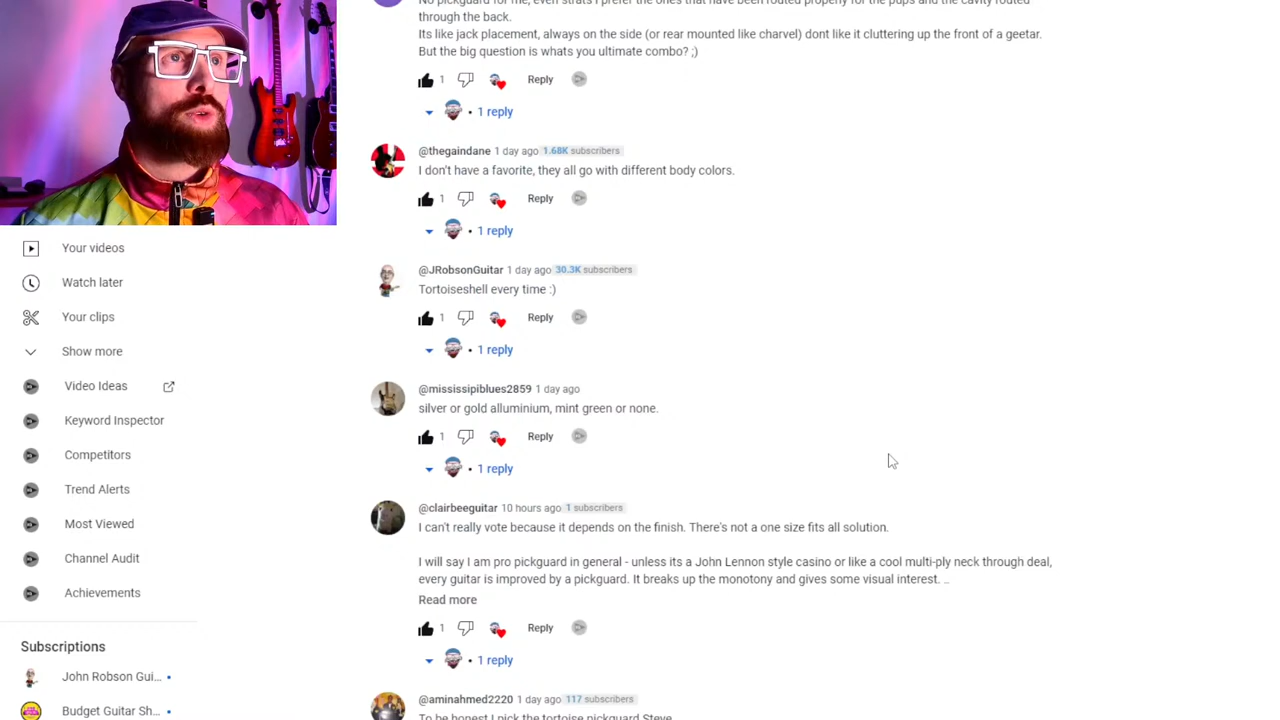 No pickguard for me, even strats I prefer the ones that have been routed properly for the pups and the cavity routed
through the back.
Its like jack placement, always on the side (or rear mounted like charvel) dont like it cluttering up the front of a geetar.
But the big question is whats you ultimate combo? ;)
1 Reply
1 reply
@thegaindane 1 day ago 1.68K subscribers
I don't have a favorite, they all go with different body colors.
1 Reply
1 reply
@JRobsonGuitar 1 day ago 30.3K subscribers
Tortoiseshell every time :)
1 Reply
1 reply
@mississipiblues2859 1 day ago
silver or gold alluminium, mint green or none.
1 Reply
1 reply
@clairbeeguitar 10 hours ago 1 subscribers
I can't really vote because it depends on the finish. There's not a one size fits all solution.
I will say I am pro pickguard in general - unless its a John Lennon style casino or like a cool multi-ply neck through deal,
every guitar is improved by a pickguard. It breaks up the monotony and gives some visual interest. ..
Read more
1 Reply
1 reply
@aminahmed2220 1 day ago 117 subscribers
To be honest I pick the tortoise pickguard Steve
Your videos
Watch later
Your clips
Show more
Video Ideas
Keyword Inspector
Competitors
Trend Alerts
Most Viewed
Channel Audit
Achievements
Subscriptions
John Robson Gui...
Budget Guitar Sh...